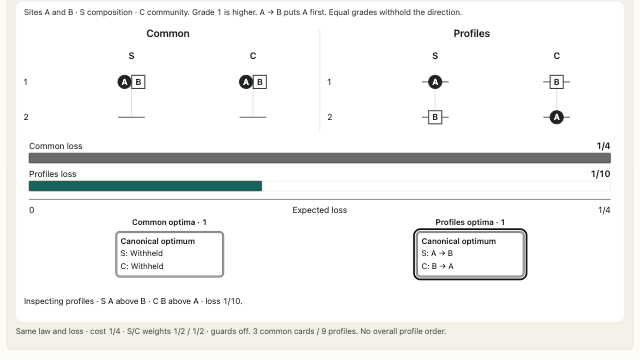 Sites A and B · S composition · C community. Grade 1 is higher. A → B puts A first. Equal grades withhold the direction.
Common
Profiles
S
C
S
C
1
A B
A B
1
A
B
2
2
B
A
Common loss
1/4
Profiles loss
1/10
0
Expected loss
1/4
Common optima · 1
Profiles optima · 1
Canonical optimum
S: Withheld
C: Withheld
Canonical optimum
S: A → B
C: B → A
Inspecting profiles · S A above B · C B above A · loss 1/10.
Same law and loss · cost 1/4 · S/C weights 1/2 / 1/2 · guards off. 3 common cards / 9 profiles. No overall profile order.